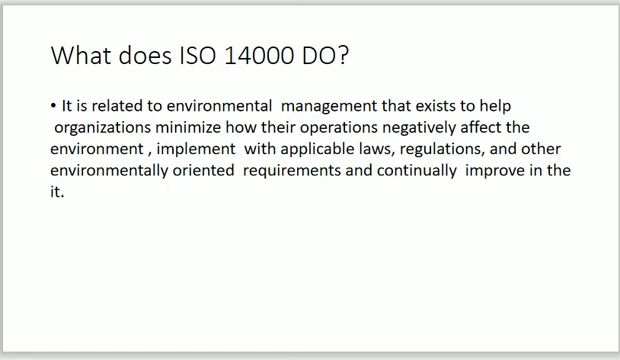 What does ISO 14000 DO?
• It is related to environmental management that exists to help
organizations minimize how their operations negatively affect the
environment , implement with applicable laws, regulations, and other
environmentally oriented requirements and continually improve in the
it.